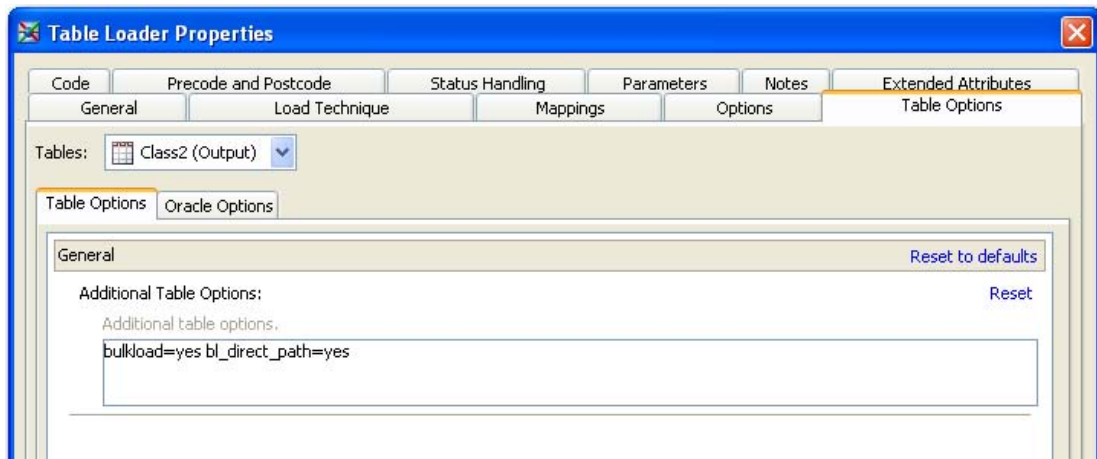 Table Loader Properties
Code Precode and Postcode Status Handling Parameters Notes Extended Attributes
General Load Technique Mappings Options Table Options
Tables: Class2 (Output)
Table Options Oracle Options
General Reset to defaults
Additional Table Options: Reset
Additional table options.
bulkload=yes bl_direct_path=yes